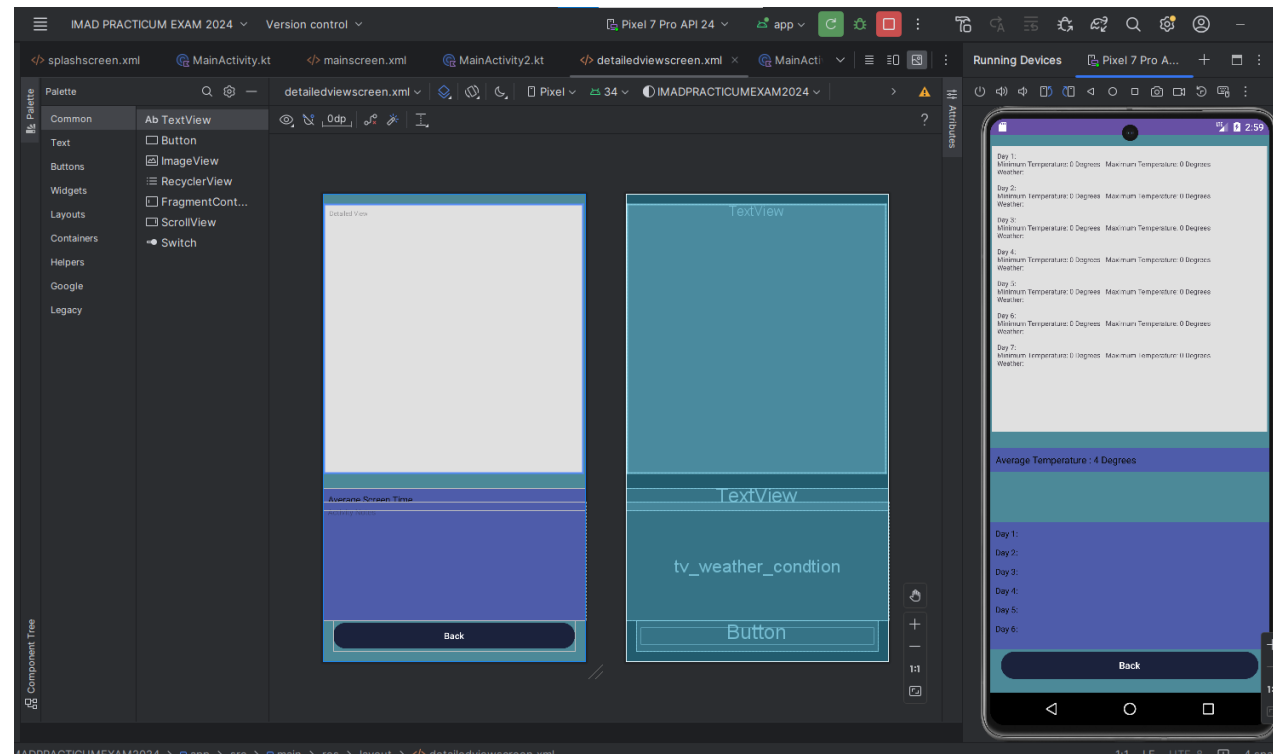 IMAD PRACTICUM EXAM 2024
Version control
Pixel 7 Pro API 24
app
splashscreen.xml
MainActivity.kt
mainscreen.xml
MainActivity2.kt
detailedviewscreen.xml
MainActi
Running Devices
Pixel 7 Pro A...
Palette
Palette
detailedviewscreen.xml
Pixel
34
IMADPRACTICUMEXAM2024
Attributes
Common
Text
Buttons
Widgets
Layouts
Containers
Helpers
Google
Legacy
Ab TextView
Button
ImageView
RecyclerView
FragmentCont...
ScrollView
Switch
0dp
?
Detailed View
Average Screen Time
Back
TextView
TextView
tv_weather_condtion
Button
1:1
Component Tree
2:59
Day 1:
Minimum Temperature: 0 Degrees Maximum Temperature: 0 Degrees
Weather:
Day 2:
Minimum Temperature: 0 Degrees Maximum Temperature: 0 Degrees
Weather:
Day 3:
Minimum Temperature: 0 Degrees Maximum Temperature: 0 Degrees
Weather:
Day 4:
Minimum Temperature: 0 Degrees Maximum Temperature: 0 Degrees
Weather:
Day 5:
Minimum Temperature: 0 Degrees Maximum Temperature: 0 Degrees
Weather:
Day 6:
Minimum Temperature: 0 Degrees Maximum Temperature: 0 Degrees
Weather:
Day 7:
Minimum Temperature: 0 Degrees Maximum Temperature: 0 Degrees
Weather:
Average Temperature : 4 Degrees
Day 1:
Day 2:
Day 3:
Day 4:
Day 5:
Day 6:
Back